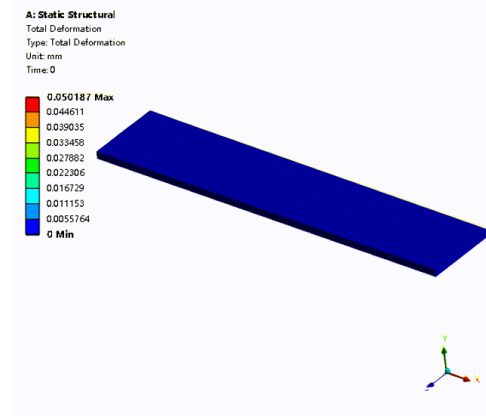 A: Static Structural
Total Deformation
Type: Total Deformation
Unit: mm
Time: 0
0.050187 Max
0.044611
0.039035
0.033458
0.027882
0.022306
0.016729
0.011153
0.0055764
0 Min
Y
X